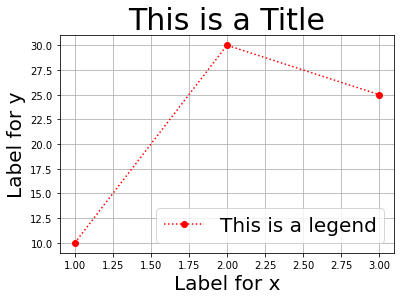 This is a Title
Label for y
30.0
27.5
25.0
22.5
20.0
17.5
15.0
12.5
10.0
This is a legend
1.00 1.25 1.50 1.75 2.00 2.25 2.50 2.75 3.00
Label for x